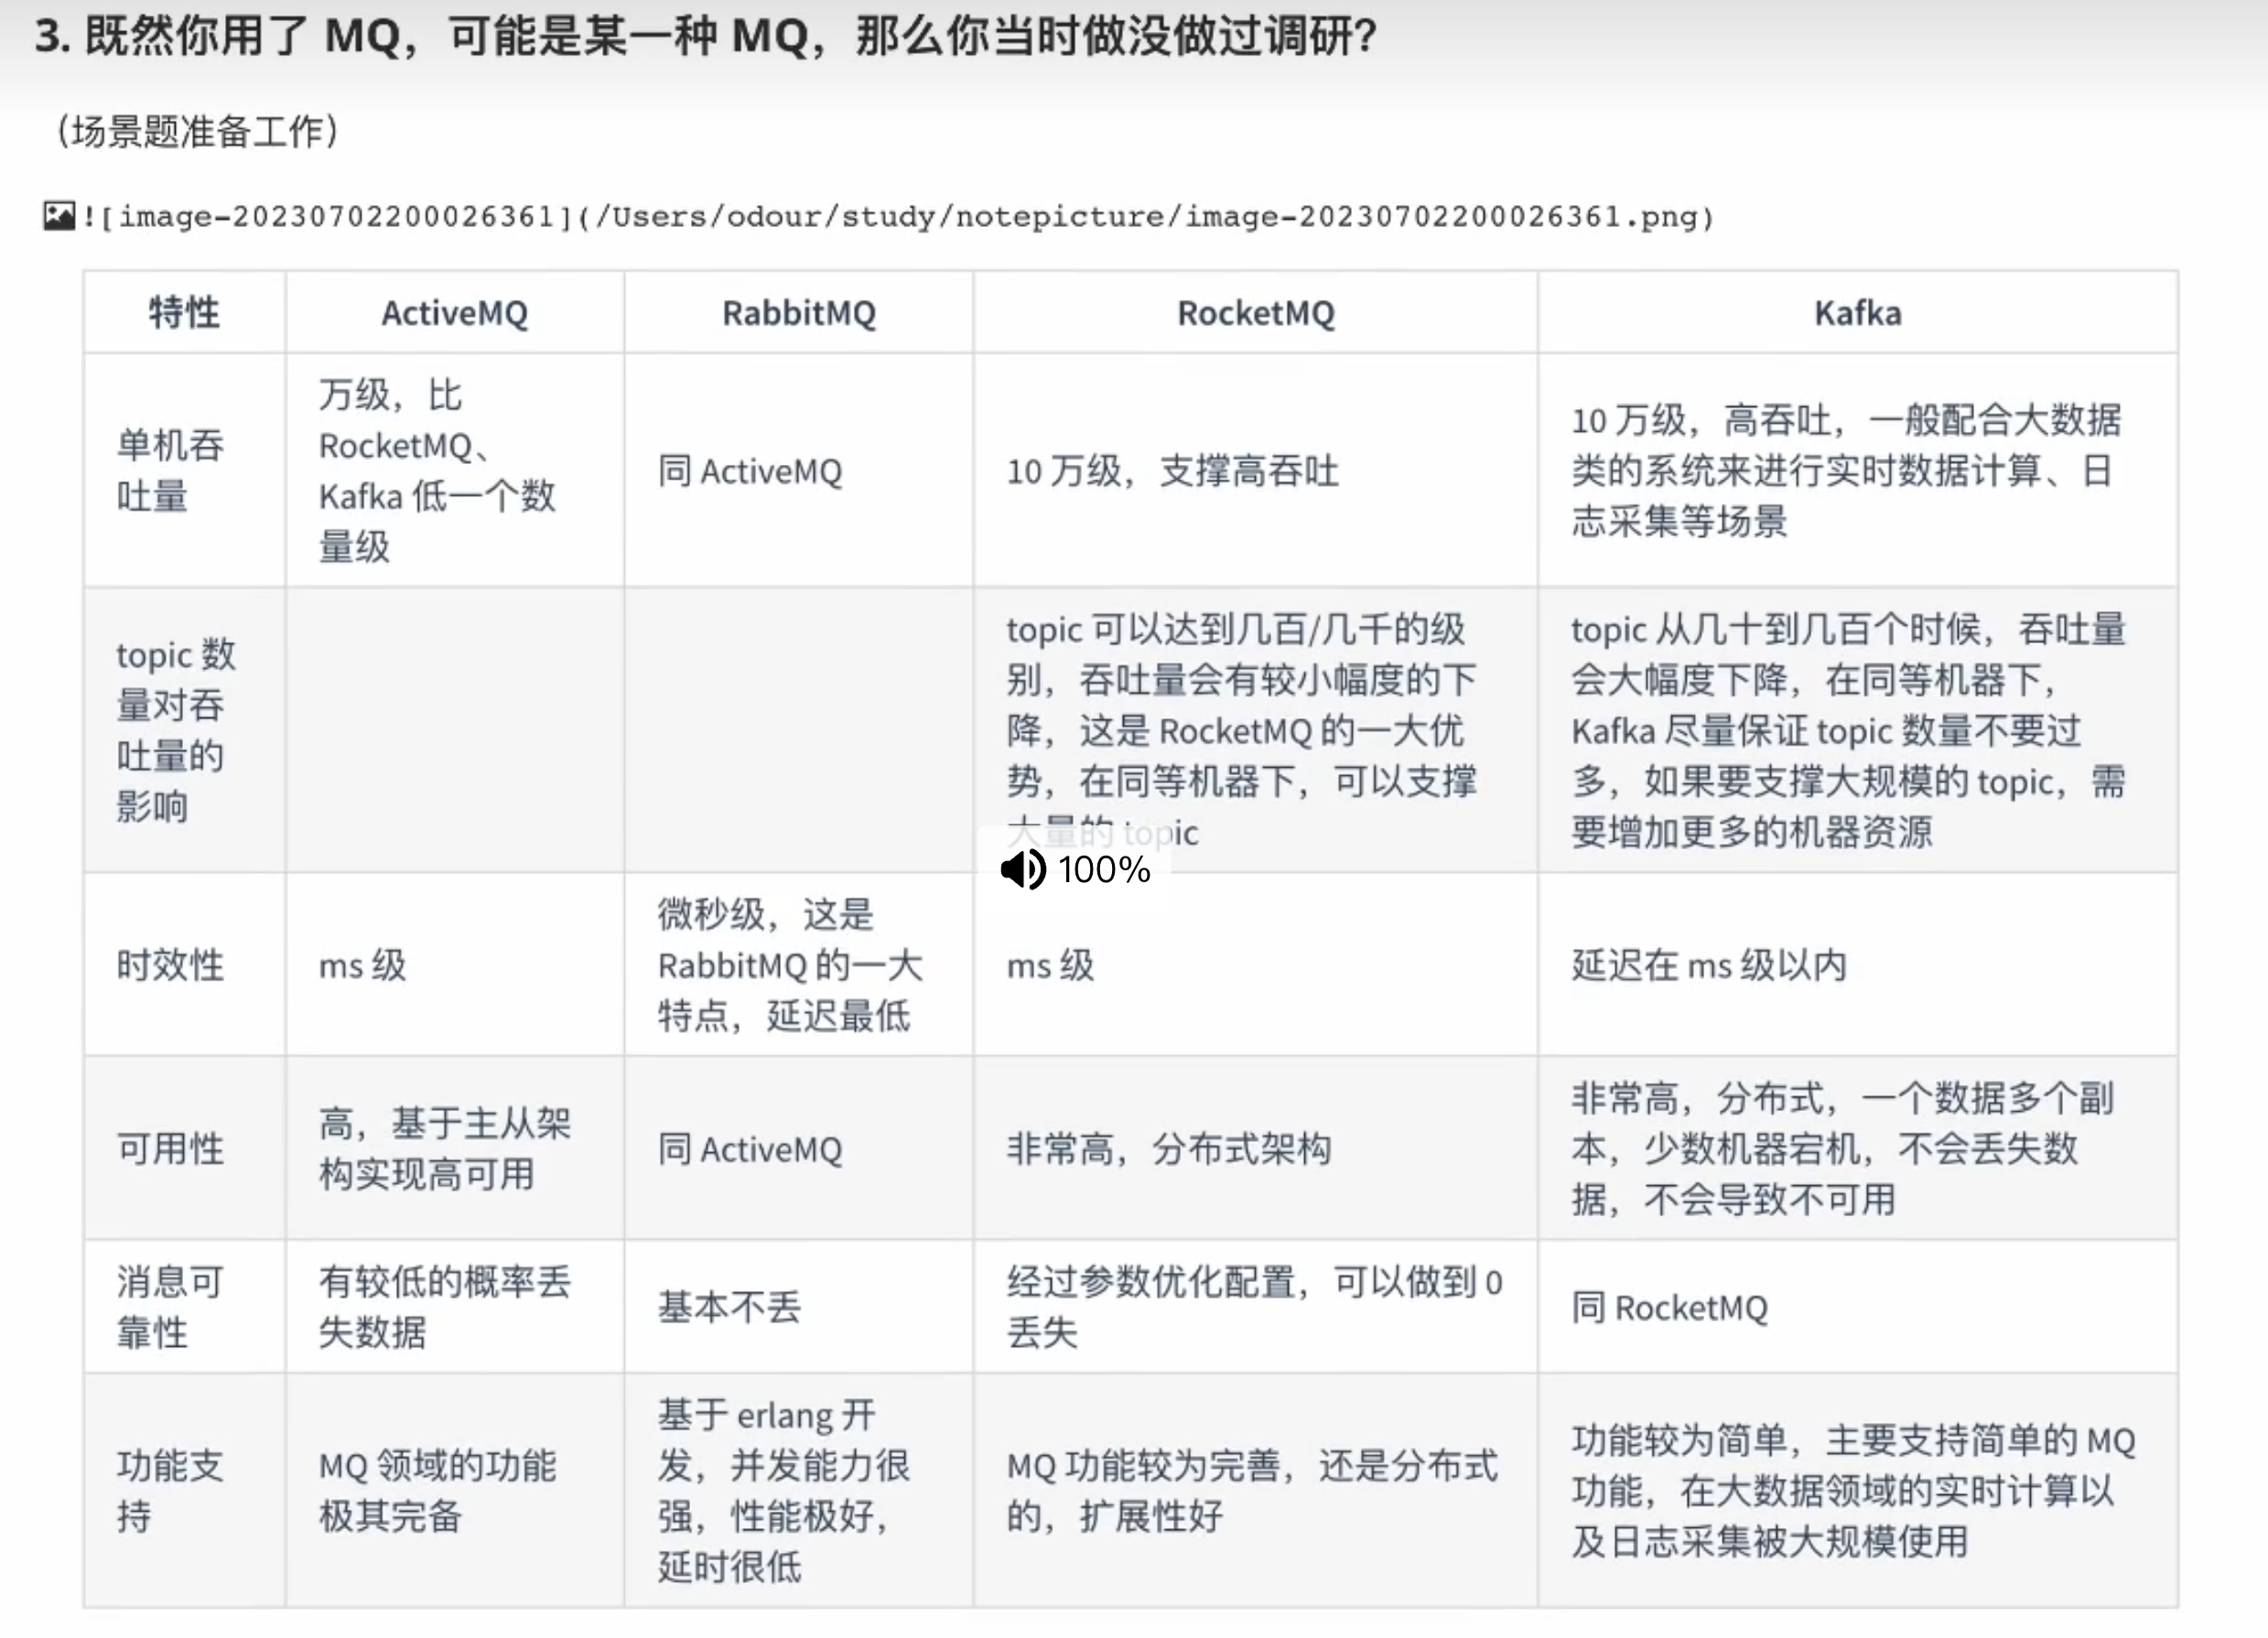 3. 既然你用了 MQ，可能是某一种 MQ，那么你当时做没做过调研？
（场景题准备工作）
![image-20230702200026361](/Users/odour/study/notepicture/image-20230702200026361.png)
特性
ActiveMQ
RabbitMQ
RocketMQ
Kafka
单机吞
吐量
万级，比
RocketMQ、
Kafka 低一个数
量级
同 ActiveMQ
10 万级，支撑高吞吐
10 万级，高吞吐，一般配合大数据
类的系统来进行实时数据计算、日
志采集等场景
topic 数
量对吞
吐量的
影响
topic 可以达到几百/几千的级
别，吞吐量会有较小幅度的下
降，这是 RocketMQ 的一大优
势，在同等机器下，可以支撑
大量的 topic
topic 从几十到几百个时候，吞吐量
会大幅度下降，在同等机器下，
Kafka 尽量保证 topic 数量不要过
多，如果要支撑大规模的 topic，需
要增加更多的机器资源
100%
时效性
ms 级
微秒级，这是
RabbitMQ 的一大
特点，延迟最低
ms 级
延迟在 ms 级以内
可用性
高，基于主从架
构实现高可用
同 ActiveMQ
非常高，分布式架构
非常高，分布式，一个数据多个副
本，少数机器宕机，不会丢失数
据，不会导致不可用
消息可
靠性
有较低的概率丢
失数据
基本不丢
经过参数优化配置，可以做到 0
丢失
同 RocketMQ
功能支
持
MQ 领域的功能
极其完备
基于 erlang 开
发，并发能力很
强，性能极好，
延时很低
MQ 功能较为完善，还是分布式
的，扩展性好
功能较为简单，主要支持简单的 MQ
功能，在大数据领域的实时计算以
及日志采集被大规模使用